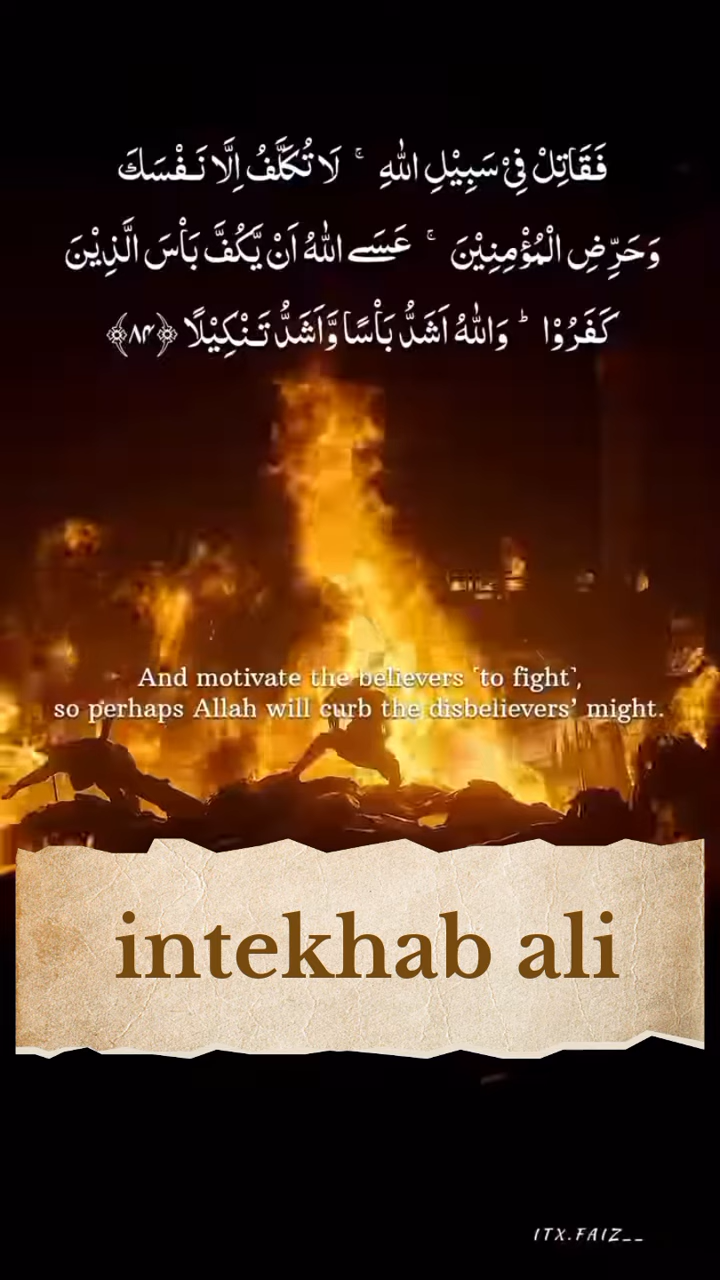 فَقَاتِلْ فِیْ سَبِیْلِ اللّٰهِ ۚ لَا تُكَلَّفُ اِلَّا نَفْسَكَ
وَحَرِّضِ الْمُؤْمِنِیْنَ ۚ عَسَے اللّٰهُ اَنْ یَّكُفَّ بَاْسَ الَّذِیْنَ
كَفَرُوْا ؕ وَاللّٰهُ اَشَدُّ بَاْسًا وَّاَشَدُّ تَنْكِیْلًا ﴿۸۴﴾
And motivate the believers ˹to fight˺,
so perhaps Allah will curb the disbelievers’ might.
intekhab ali
ITX.FAIZ__